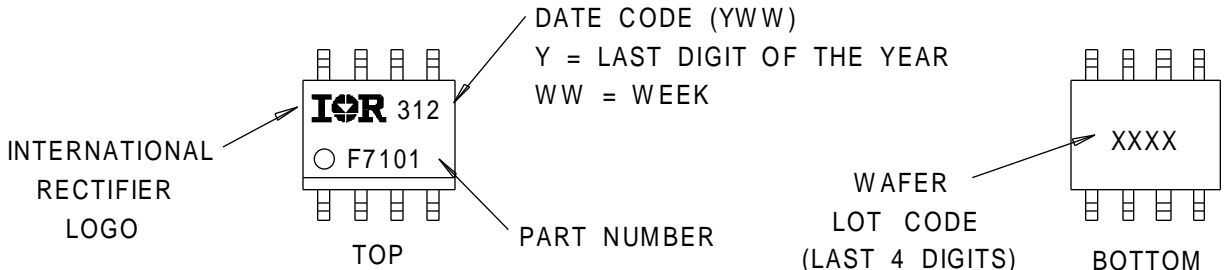 DATE CODE (YWW)
Y = LAST DIGIT OF THE YEAR
WW = WEEK
INTERNATIONAL
RECTIFIER
LOGO
IOR 312
F7101
TOP
PART NUMBER
WAFER
LOT CODE
(LAST 4 DIGITS)
XXXX
BOTTOM